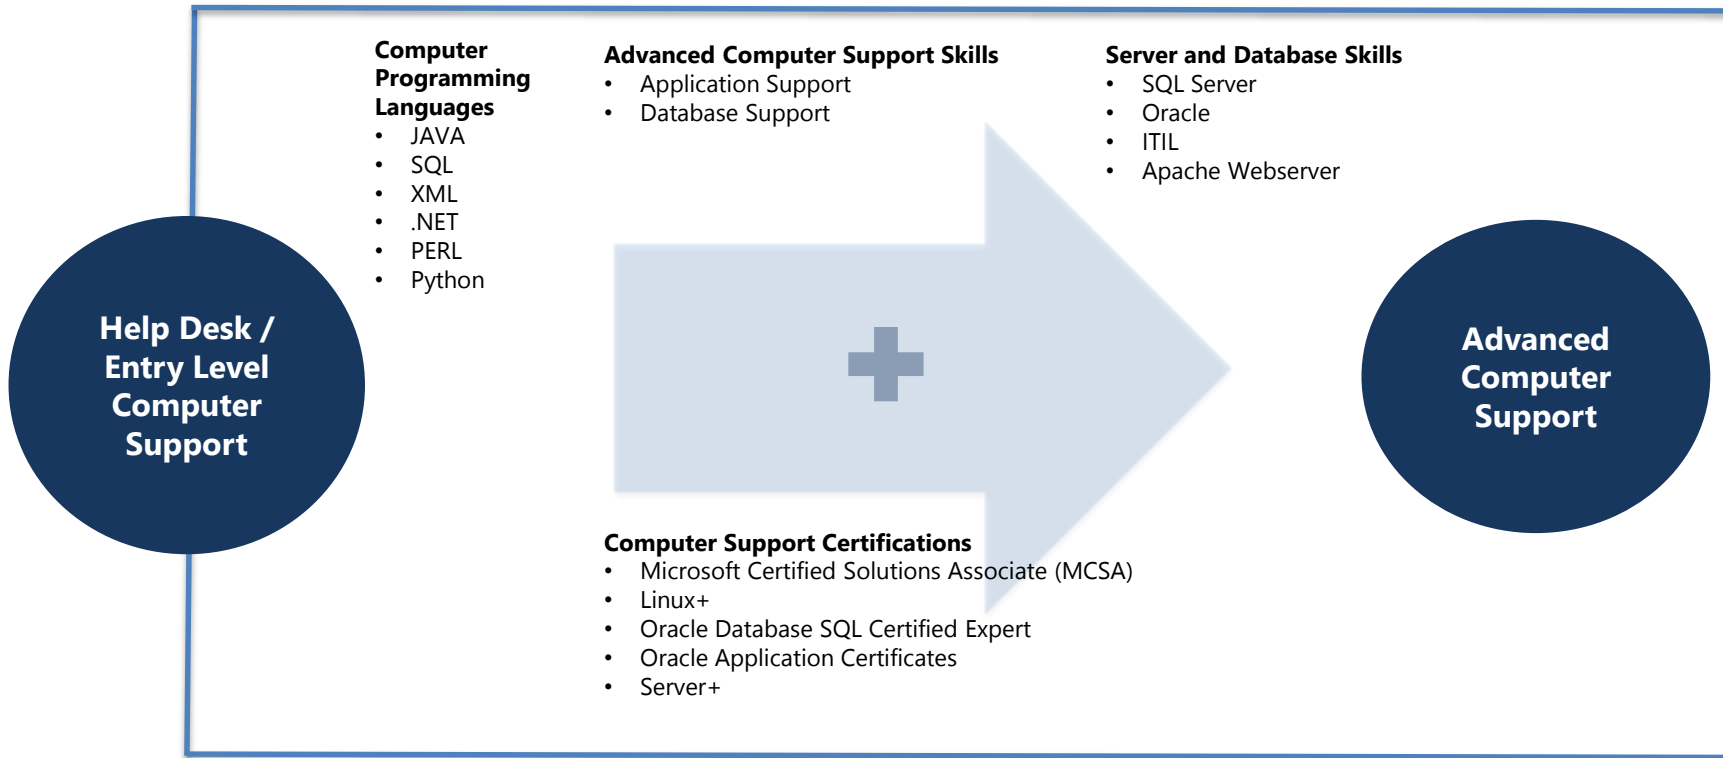 Computer
Programming
Languages
• JAVA
• SQL
• XML
• .NET
• PERL
• Python
Advanced Computer Support Skills
• Application Support
• Database Support
Server and Database Skills
• SQL Server
• Oracle
• ITIL
• Apache Webserver
Help Desk /
Entry Level
Computer
Support
Advanced
Computer
Support
Computer Support Certifications
• Microsoft Certified Solutions Associate (MCSA)
• Linux+
• Oracle Database SQL Certified Expert
• Oracle Application Certificates
• Server+